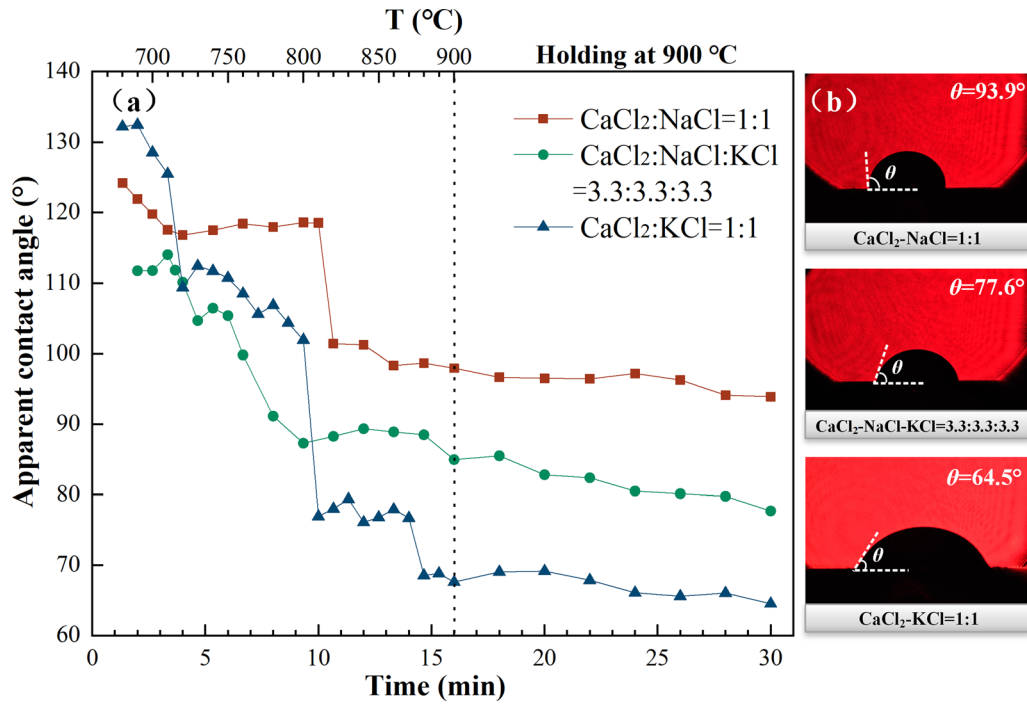 T (℃)
700 750 800 850 900 Holding at 900 ℃
140
130
120
110
100
90
80
70
60
Apparent contact angle (°)
(a)
CaCl₂:NaCl=1:1
CaCl₂:NaCl:KCl
=3.3:3.3:3.3
CaCl₂:KCl=1:1
0 5 10 15 20 25 30
Time (min)
(b)
θ=93.9°
θ
CaCl₂-NaCl=1:1
θ=77.6°
θ
CaCl₂-NaCl-KCl=3.3:3.3:3.3
θ=64.5°
θ
CaCl₂-KCl=1:1